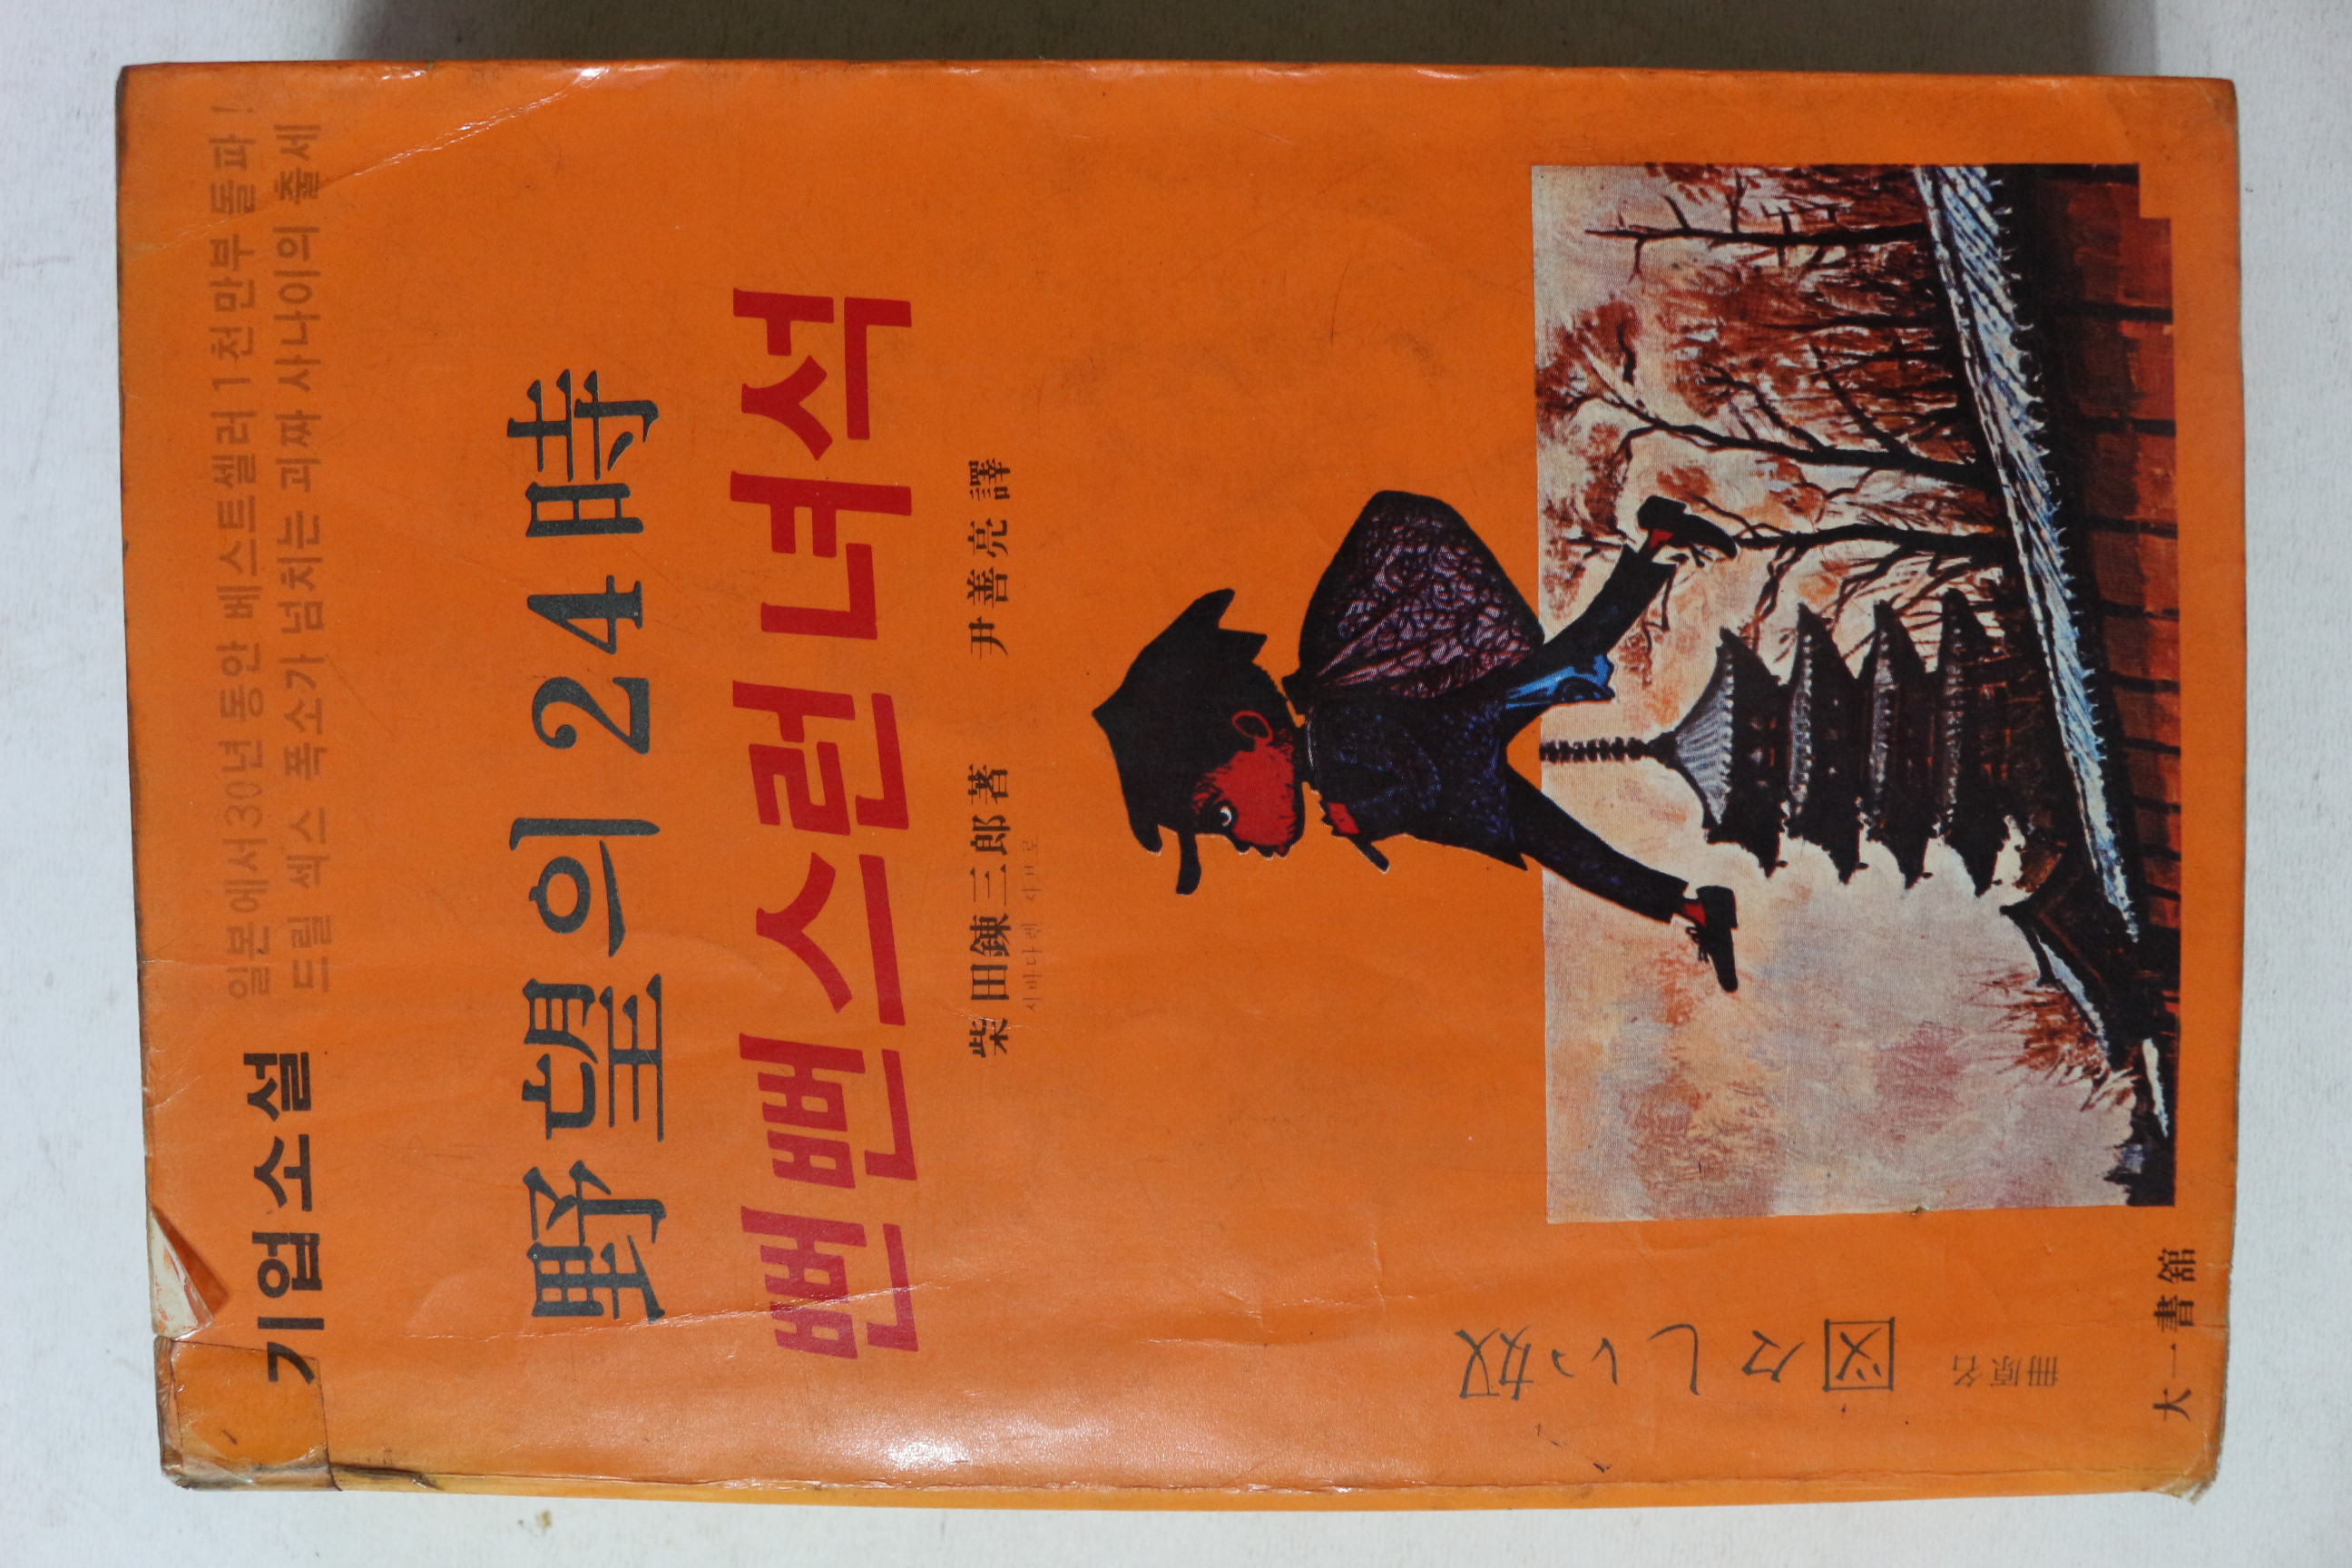 기업소설
일본에서 30년 동안 베스트셀러 1천만부 돌파!
드릴 섹스 폭소가 넘치는 괴짜 사나이의 출세
野望의 24時
뻔뻔스런녀석
柴田錬三郎著 尹善亮 譯
시바다렌 사부로
図々しい奴
冊原名
大一書舘